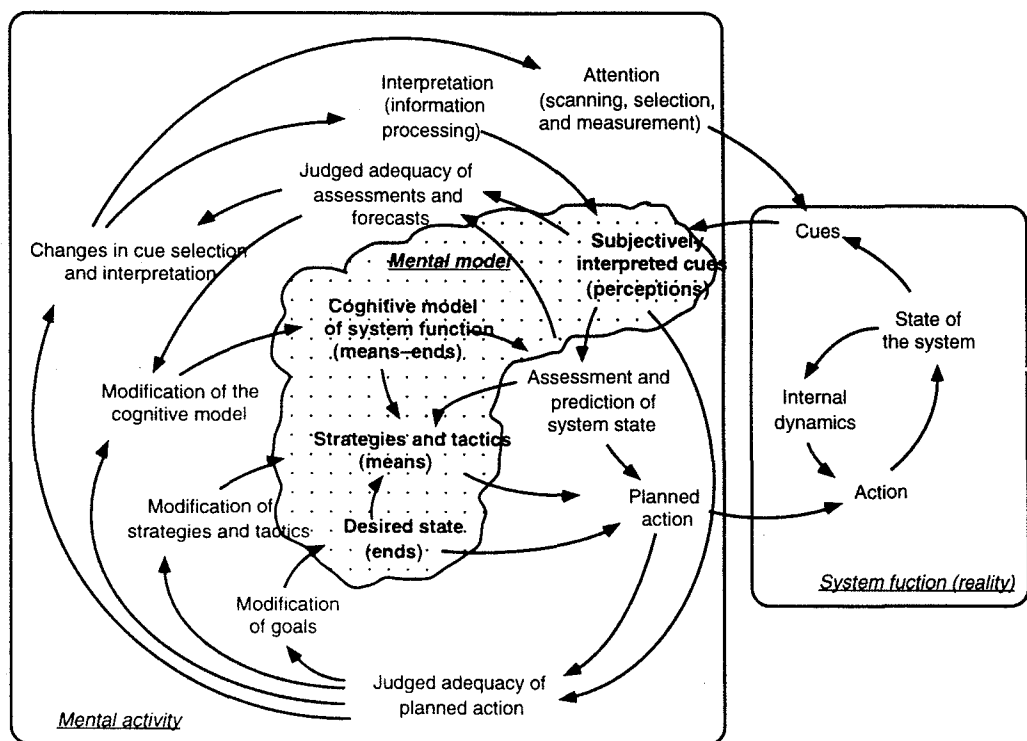 Attention
(scanning, selection,
and measurement)
Interpretation
(information
processing)
Judged adequacy of
assessments and
forecasts
Changes in cue selection
and interpretation
Mental model
Subjectively
interpreted cues
(perceptions)
Cues
Cognitive model
of system function
(means–ends)
State of
the system
Modification of the
cognitive model
Assessment and
prediction of
system state
Internal
dynamics
Strategies and tactics
(means)
Modification of
strategies and tactics
Desired state
(ends)
Planned
action
Action
Modification
of goals
System fuction (reality)
Judged adequacy of
planned action
Mental activity